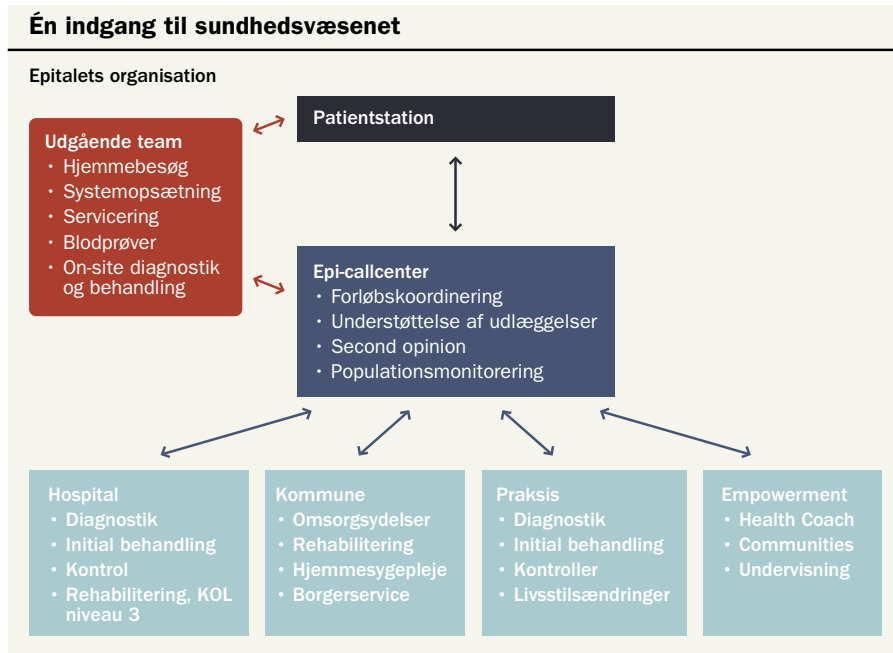 Én indgang til sundhedsvæsenet
Epitalets organisation
Patientstation
Udgående team
• Hjemmebesøg
• Systemopsætning
• Servicering
• Blodprøver
• On-site diagnostik
og behandling
Epi-callcenter
• Forløbskoordinering
• Understøttelse af udlæggelser
• Second opinion
• Populationsmonitorering
Hospital
• Diagnostik
• Initial behandling
• Kontrol
• Rehabilitering, KOL
niveau 3
Kommune
• Omsorgsydelser
• Rehabilitering
• Hjemmesygepleje
• Borgerservice
Praksis
• Diagnostik
• Initial behandling
• Kontroller
• Livsstilsændringer
Empowerment
• Health Coach
• Communities
• Undervisning